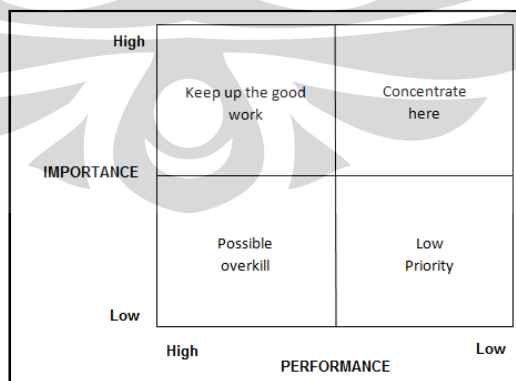 High
Keep up the good
work
Concentrate
here
IMPORTANCE
Possible
overkill
Low
Priority
Low
High
Low
PERFORMANCE